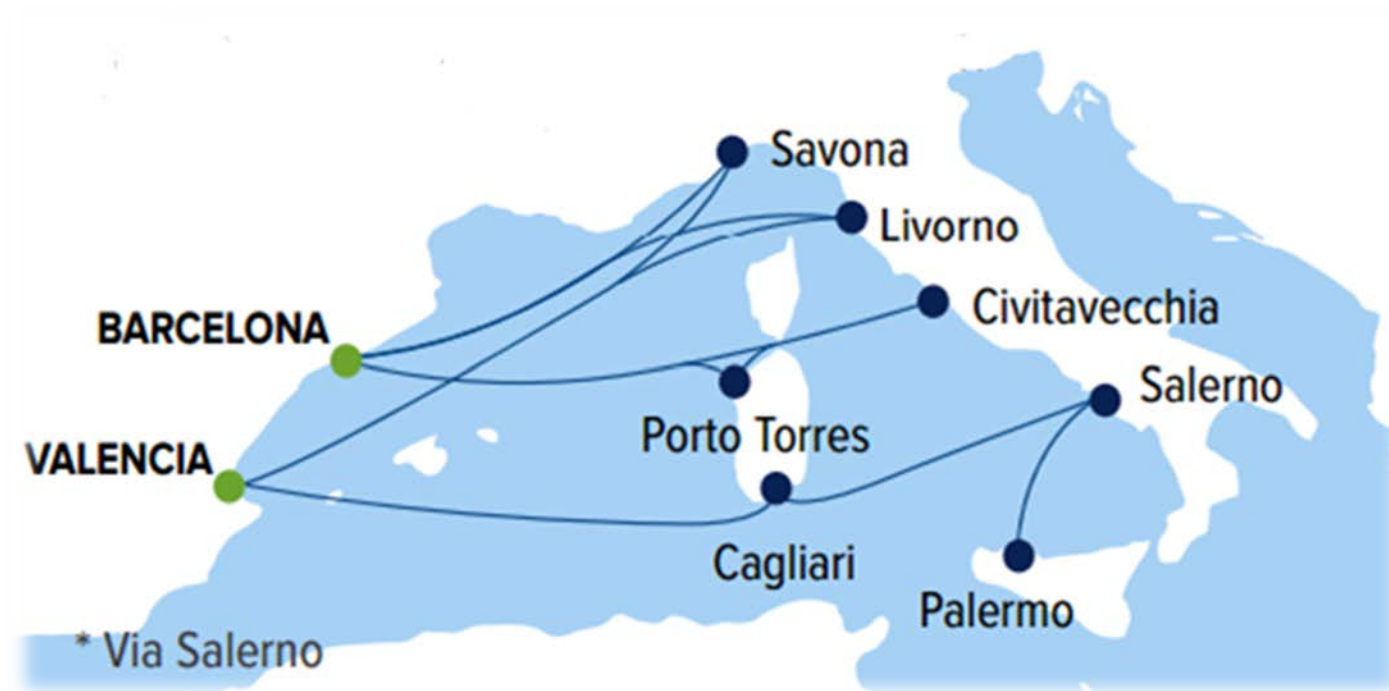 Savona
Livorno
Civitavecchia
BARCELONA
Salerno
Porto Torres
VALENCIA
Cagliari
Palermo
* Via Salerno